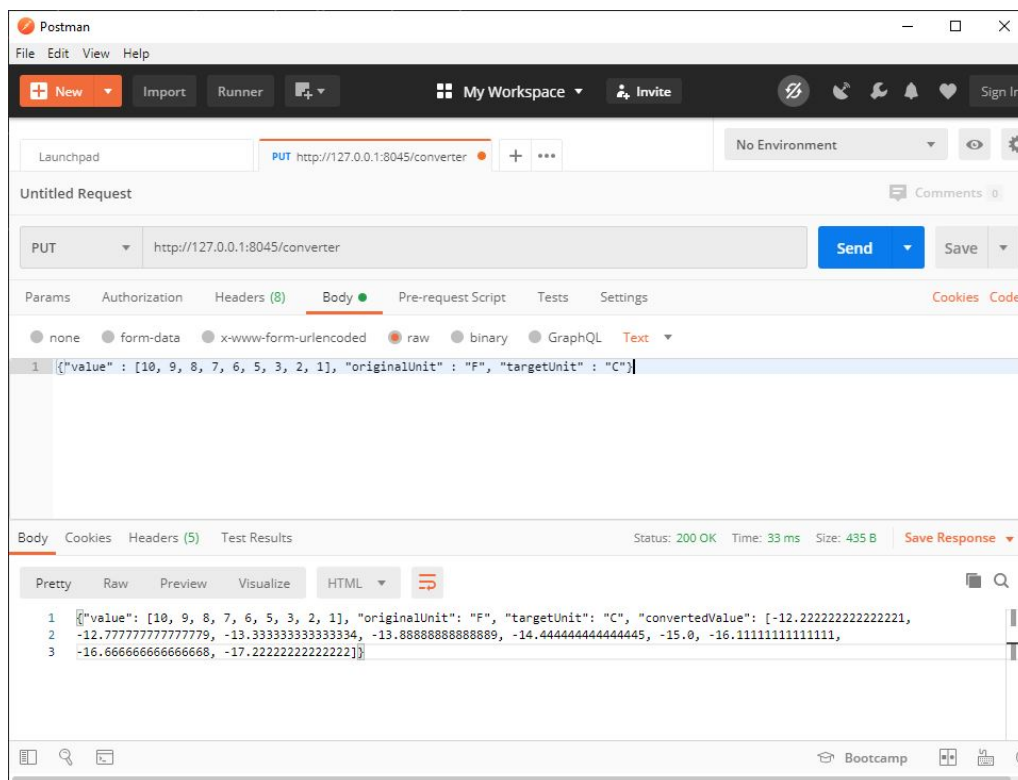 Postman
File Edit View Help
New Import Runner My Workspace Invite Sign In
Launchpad PUT http://127.0.0.1:8045/converter No Environment
Untitled Request Comments 0
PUT http://127.0.0.1:8045/converter Send Save
Params Authorization Headers (8) Body Pre-request Script Tests Settings Cookies Code
none form-data x-www-form-urlencoded raw binary GraphQL Text
1 {"value" : [10, 9, 8, 7, 6, 5, 3, 2, 1], "originalUnit" : "F", "targetUnit" : "C"}
Body Cookies Headers (5) Test Results Status: 200 OK Time: 33 ms Size: 435 B Save Response
Pretty Raw Preview Visualize HTML
1 {"value": [10, 9, 8, 7, 6, 5, 3, 2, 1], "originalUnit": "F", "targetUnit": "C", "convertedValue": [-12.222222222222221,
2 -12.777777777777779, -13.333333333333334, -13.88888888888889, -14.444444444444445, -15.0, -16.11111111111111,
3 -16.666666666666668, -17.22222222222222]}
Bootcamp